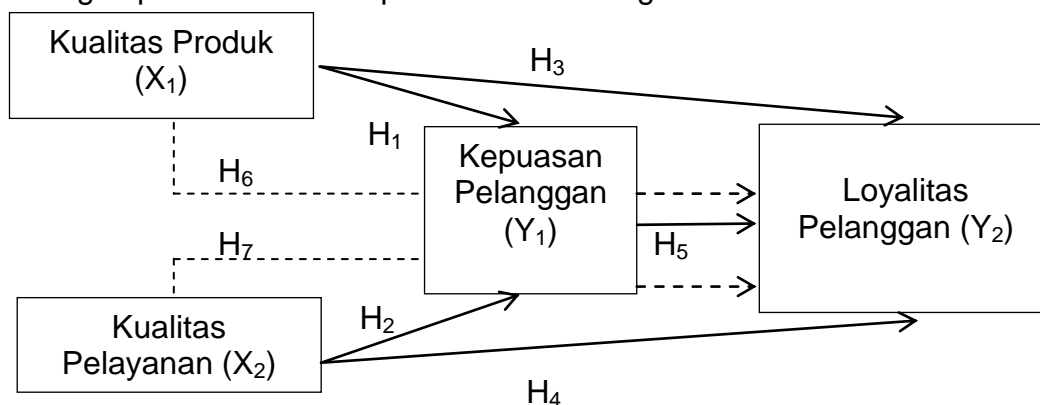 Kualitas Produk
(X₁)
H₃
H₁
Kepuasan
Pelanggan
(Y₁)
H₆
Loyalitas
Pelanggan (Y₂)
H₇
H₅
Kualitas
Pelayanan (X₂)
H₂
H₄